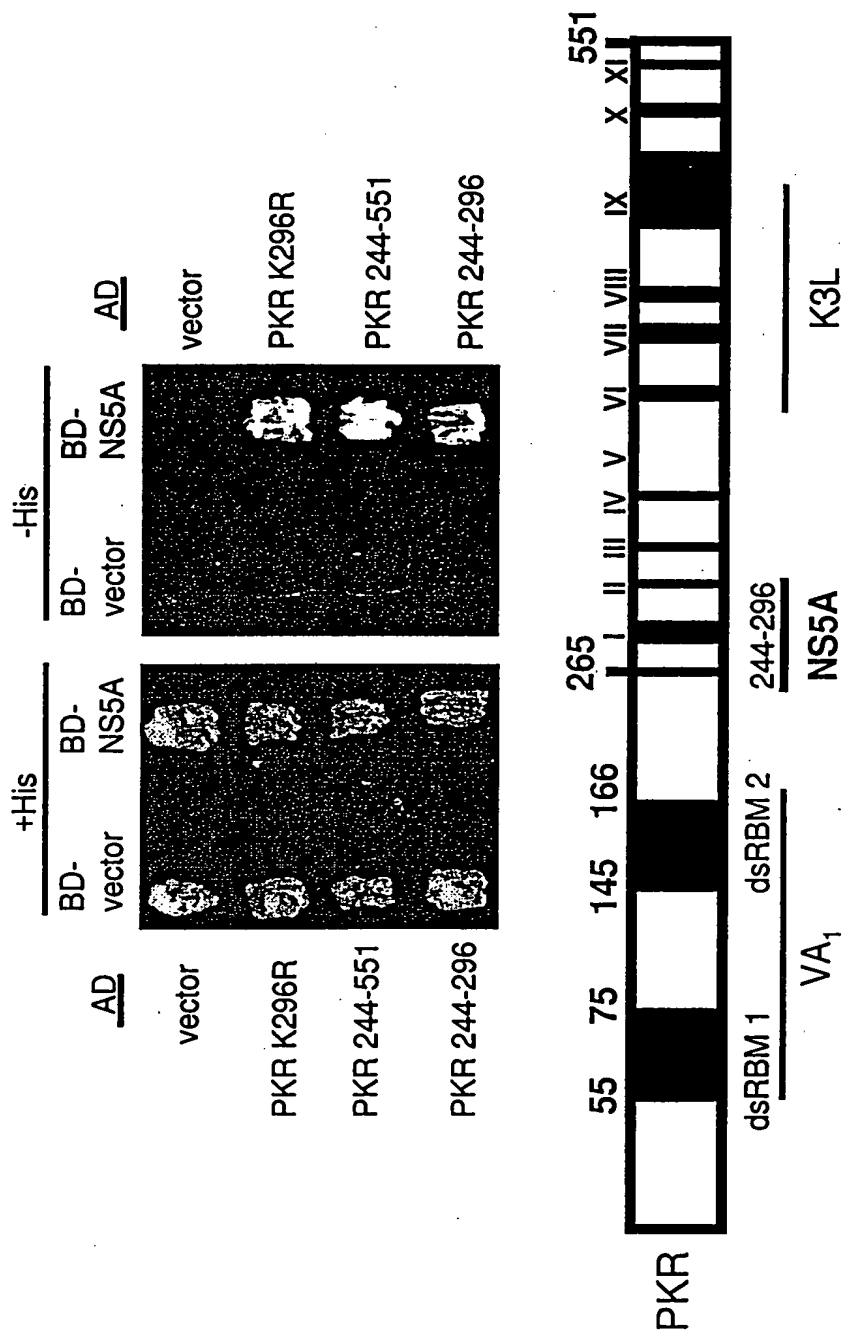 +His
-His
AD
BD-
vector
BD-
NS5A
BD-
vector
BD-
NS5A
AD
vector
vector
PKR K296R
PKR K296R
PKR 244-551
PKR 244-551
PKR 244-296
PKR 244-296
55
75
145
166
265
I
II
III
IV
V
VI
VII
VIII
IX
X
XI
551
PKR
dsRBM 1
dsRBM 2
244-296
VA1
NS5A
K3L